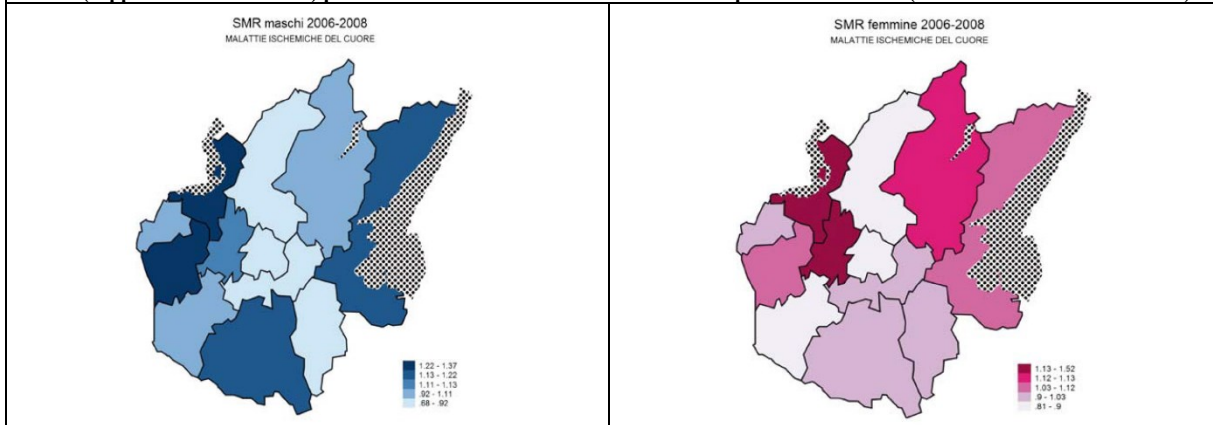 SMR maschi 2006-2008
MALATTIE ISCHEMICHE DEL CUORE
1.22 - 1.37
1.13 - 1.22
1.11 - 1.13
.92 - 1.11
.68 - .92
SMR femmine 2006-2008
MALATTIE ISCHEMICHE DEL CUORE
1.13 - 1.52
1.12 - 1.13
1.03 - 1.12
.9 - 1.03
.81 - .9